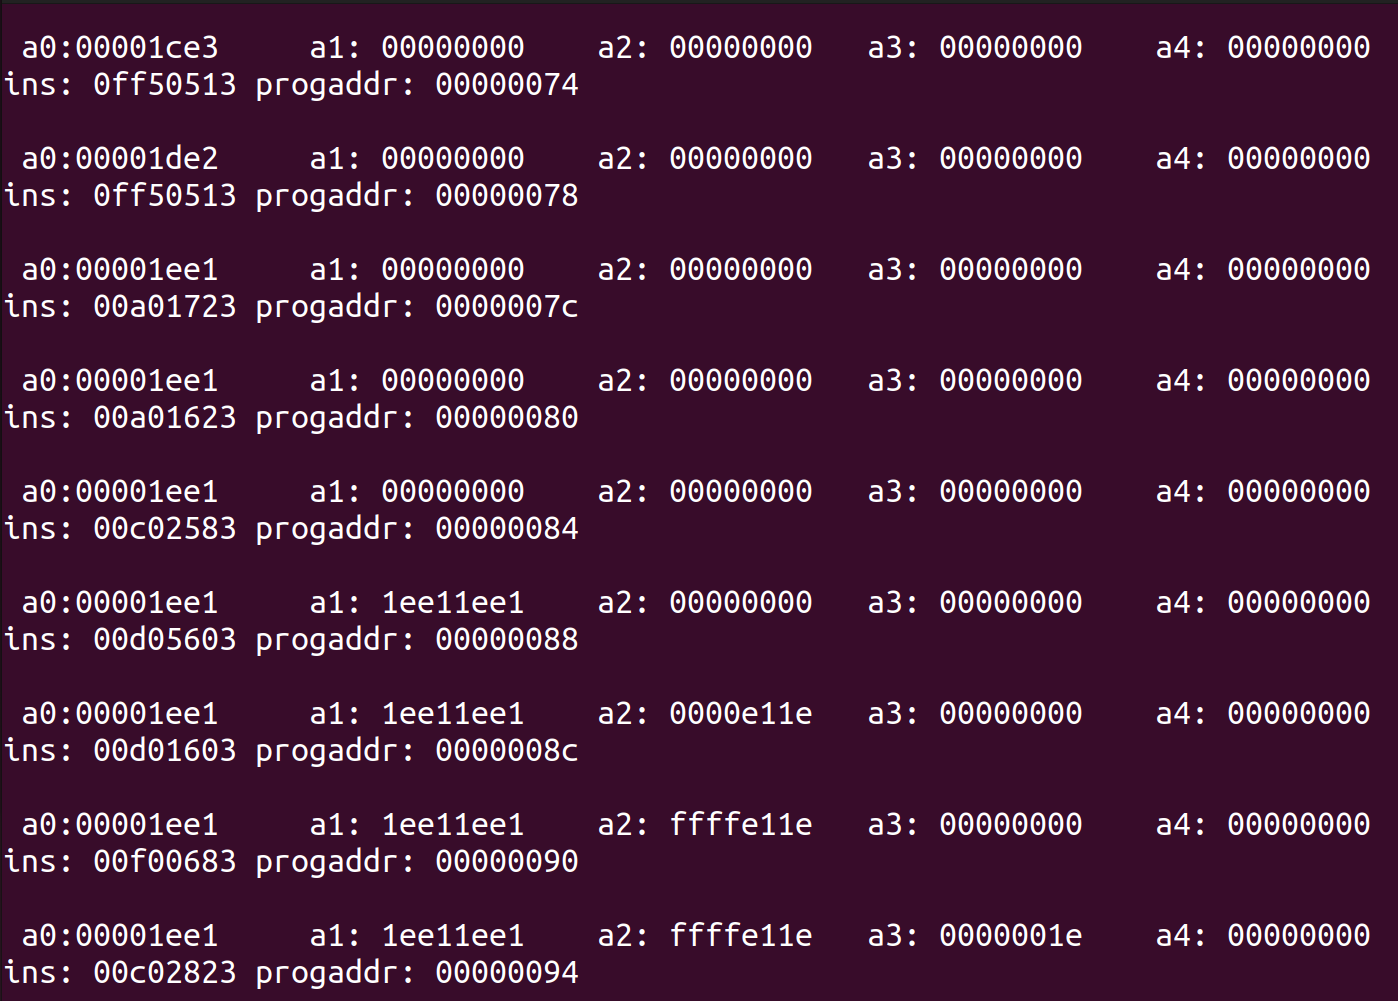 a0:00001ce3     a1: 00000000    a2: 00000000   a3: 00000000    a4: 00000000
ins: 0ff50513 progaddr: 00000074
a0:00001de2     a1: 00000000    a2: 00000000   a3: 00000000    a4: 00000000
ins: 0ff50513 progaddr: 00000078
a0:00001ee1     a1: 00000000    a2: 00000000   a3: 00000000    a4: 00000000
ins: 00a01723 progaddr: 0000007c
a0:00001ee1     a1: 00000000    a2: 00000000   a3: 00000000    a4: 00000000
ins: 00a01623 progaddr: 00000080
a0:00001ee1     a1: 00000000    a2: 00000000   a3: 00000000    a4: 00000000
ins: 00c02583 progaddr: 00000084
a0:00001ee1     a1: 1ee11ee1    a2: 00000000   a3: 00000000    a4: 00000000
ins: 00d05603 progaddr: 00000088
a0:00001ee1     a1: 1ee11ee1    a2: 0000e11e   a3: 00000000    a4: 00000000
ins: 00d01603 progaddr: 0000008c
a0:00001ee1     a1: 1ee11ee1    a2: ffffe11e   a3: 00000000    a4: 00000000
ins: 00f00683 progaddr: 00000090
a0:00001ee1     a1: 1ee11ee1    a2: ffffe11e   a3: 0000001e    a4: 00000000
ins: 00c02823 progaddr: 00000094